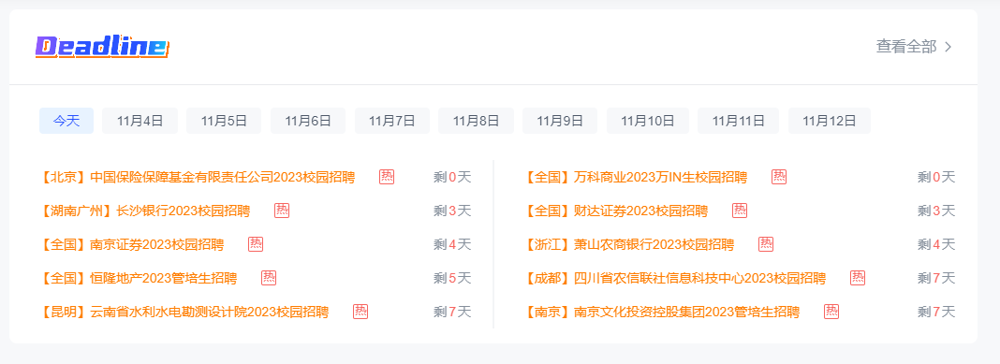 Deadline
查看全部
今天 11月4日 11月5日 11月6日 11月7日 11月8日 11月9日 11月10日 11月11日 11月12日
【北京】中国保险保障基金有限责任公司2023校园招聘 热 剩0天
【湖南广州】长沙银行2023校园招聘 热 剩3天
【全国】南京证券2023校园招聘 热 剩4天
【全国】恒隆地产2023管培生招聘 热 剩5天
【昆明】云南省水利水电勘测设计院2023校园招聘 热 剩7天
【全国】万科商业2023万IN生校园招聘 热 剩0天
【全国】财达证券2023校园招聘 热 剩3天
【浙江】萧山农商银行2023校园招聘 热 剩4天
【成都】四川省农信联社信息科技中心2023校园招聘 热 剩7天
【南京】南京文化投资控股集团2023管培生招聘 热 剩7天